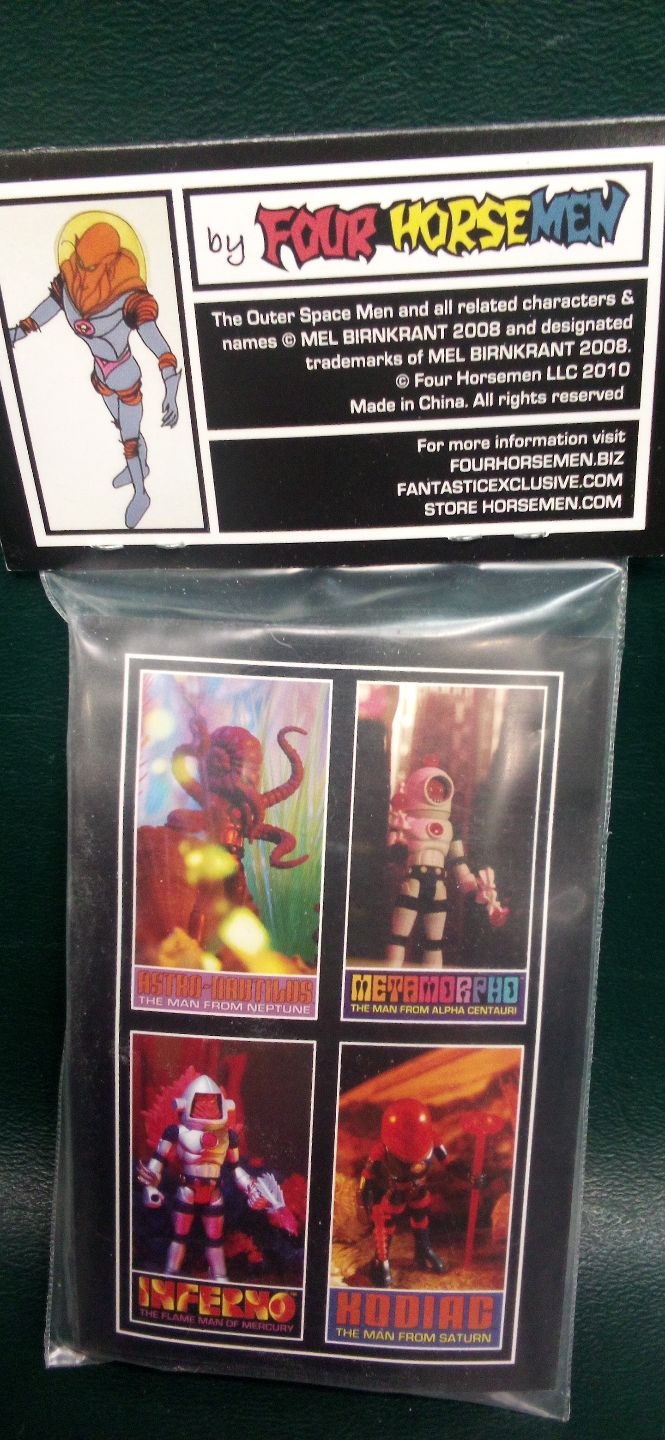 by FOUR HORSEMEN
The Outer Space Men and all related characters &
names © MEL BIRNKRANT 2008 and designated
trademarks of MEL BIRNKRANT 2008.
© Four Horsemen LLC 2010
Made in China. All rights reserved
For more information visit
FOURHORSEMEN.BIZ
FANTASTICEXCLUSIVE.COM
STORE HORSEMEN.COM
ASTRO-NAUTILUS
THE MAN FROM NEPTUNE
METAMORPHO
THE MAN FROM ALPHA CENTAURI
INFERNO
THE FLAME MAN OF MERCURY
XODIAC
THE MAN FROM SATURN